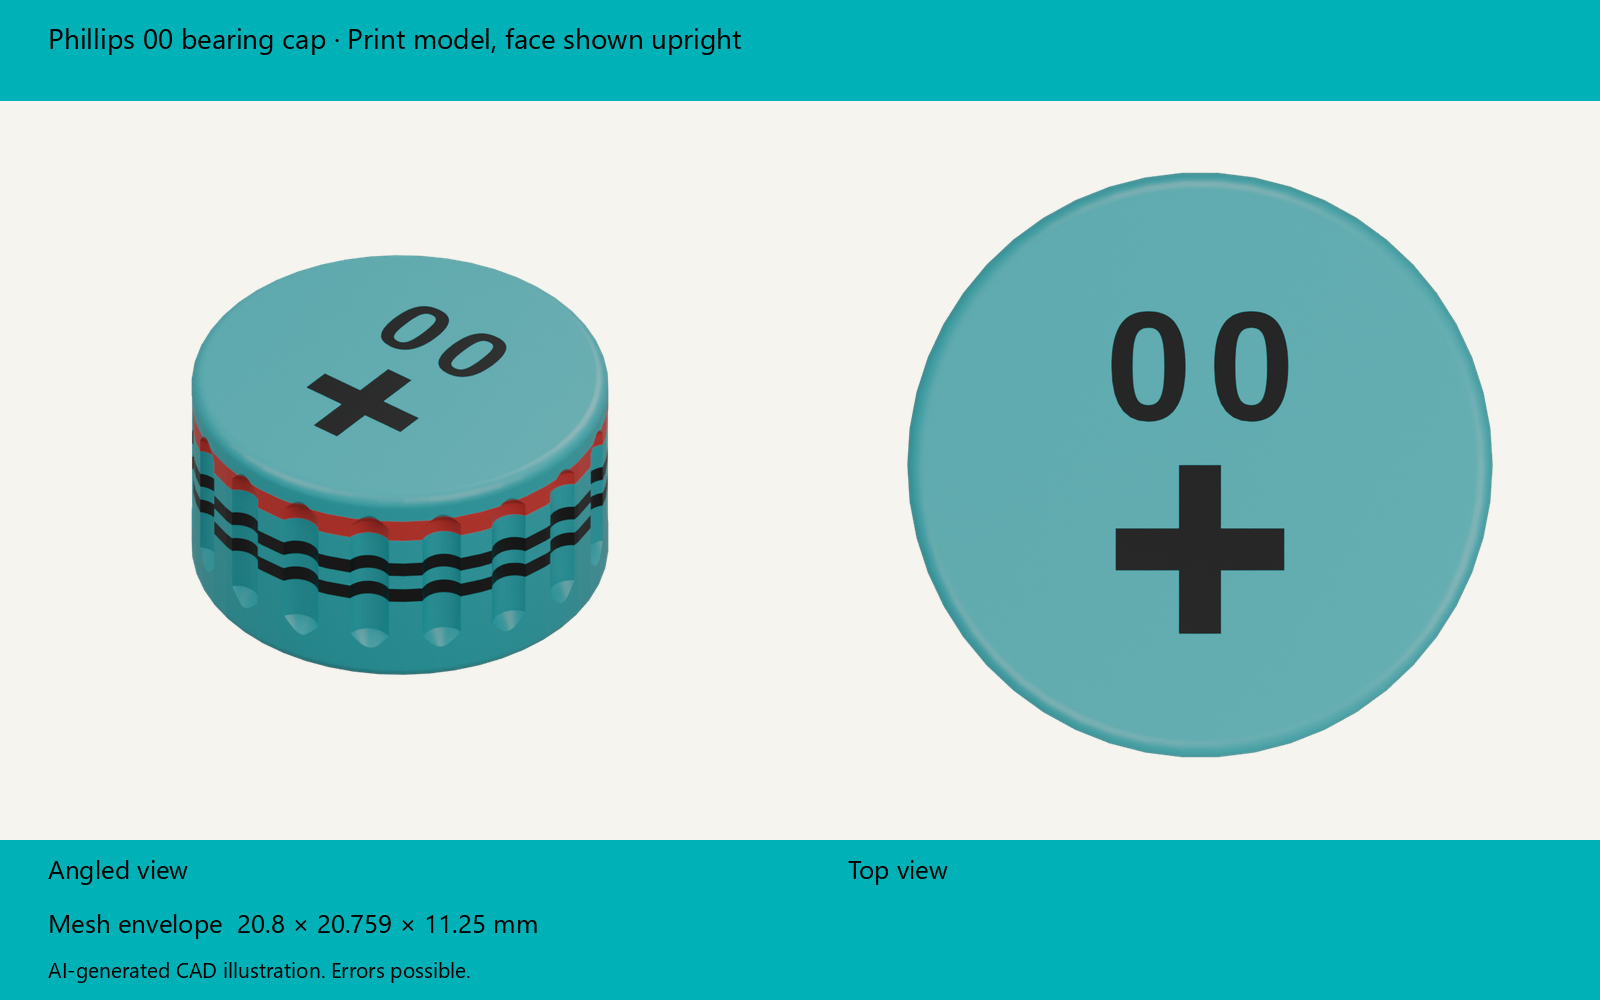 Phillips 00 bearing cap · Print model, face shown upright
00
00
Angled view
Top view
Mesh envelope 20.8 × 20.759 × 11.25 mm
AI-generated CAD illustration. Errors possible.